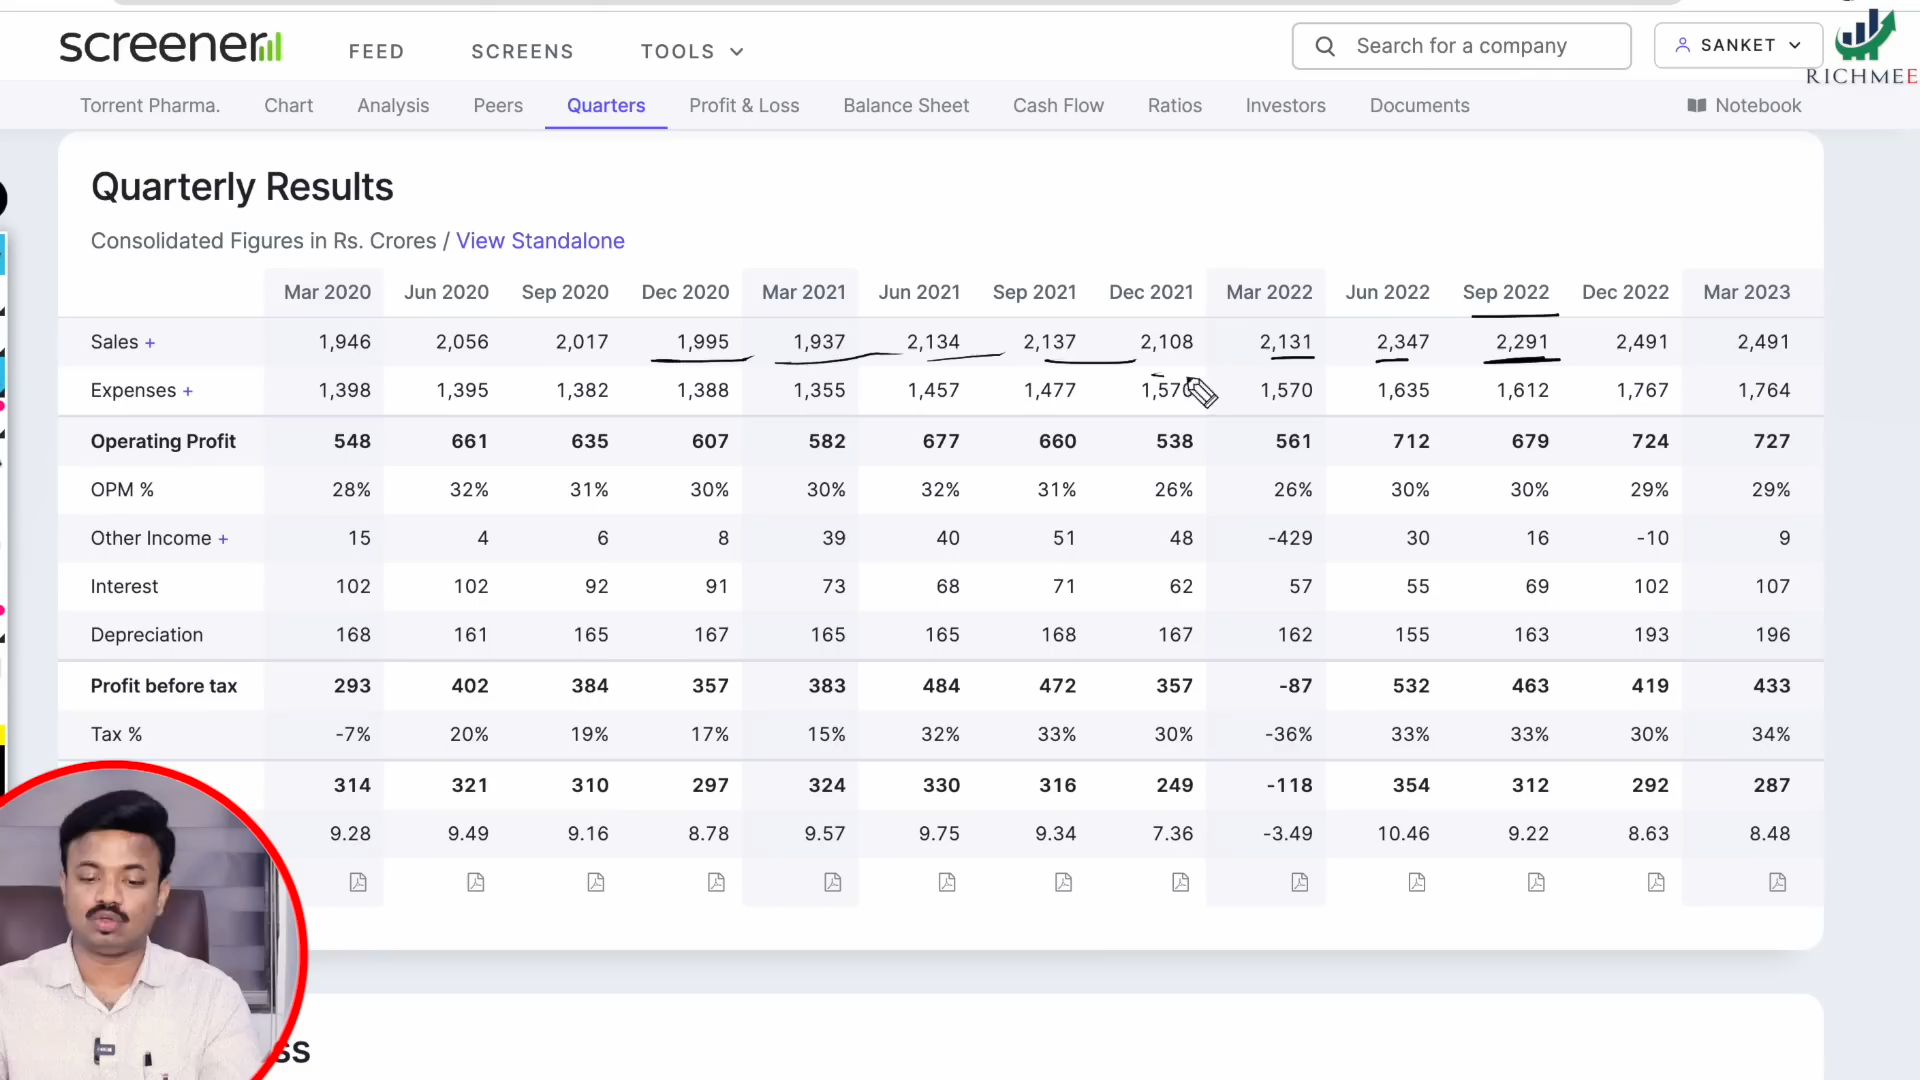 screener
FEED SCREENS TOOLS
Search for a company
SANKET
RICHMEE
Torrent Pharma. Chart Analysis Peers Quarters Profit & Loss Balance Sheet Cash Flow Ratios Investors Documents Notebook
Quarterly Results
Consolidated Figures in Rs. Crores / View Standalone
Mar 2020 Jun 2020 Sep 2020 Dec 2020 Mar 2021 Jun 2021 Sep 2021 Dec 2021 Mar 2022 Jun 2022 Sep 2022 Dec 2022 Mar 2023
Sales + 1,946 2,056 2,017 1,995 1,937 2,134 2,137 2,108 2,131 2,347 2,291 2,491 2,491
Expenses + 1,398 1,395 1,382 1,388 1,355 1,457 1,477 1,570 1,570 1,635 1,612 1,767 1,764
Operating Profit 548 661 635 607 582 677 660 538 561 712 679 724 727
OPM % 28% 32% 31% 30% 30% 32% 31% 26% 26% 30% 30% 29% 29%
Other Income + 15 4 6 8 39 40 51 48 -429 30 16 -10 9
Interest 102 102 92 91 73 68 71 62 57 55 69 102 107
Depreciation 168 161 165 167 165 165 168 167 162 155 163 193 196
Profit before tax 293 402 384 357 383 484 472 357 -87 532 463 419 433
Tax % -7% 20% 19% 17% 15% 32% 33% 30% -36% 33% 33% 30% 34%
314 321 310 297 324 330 316 249 -118 354 312 292 287
9.28 9.49 9.16 8.78 9.57 9.75 9.34 7.36 -3.49 10.46 9.22 8.63 8.48
ss